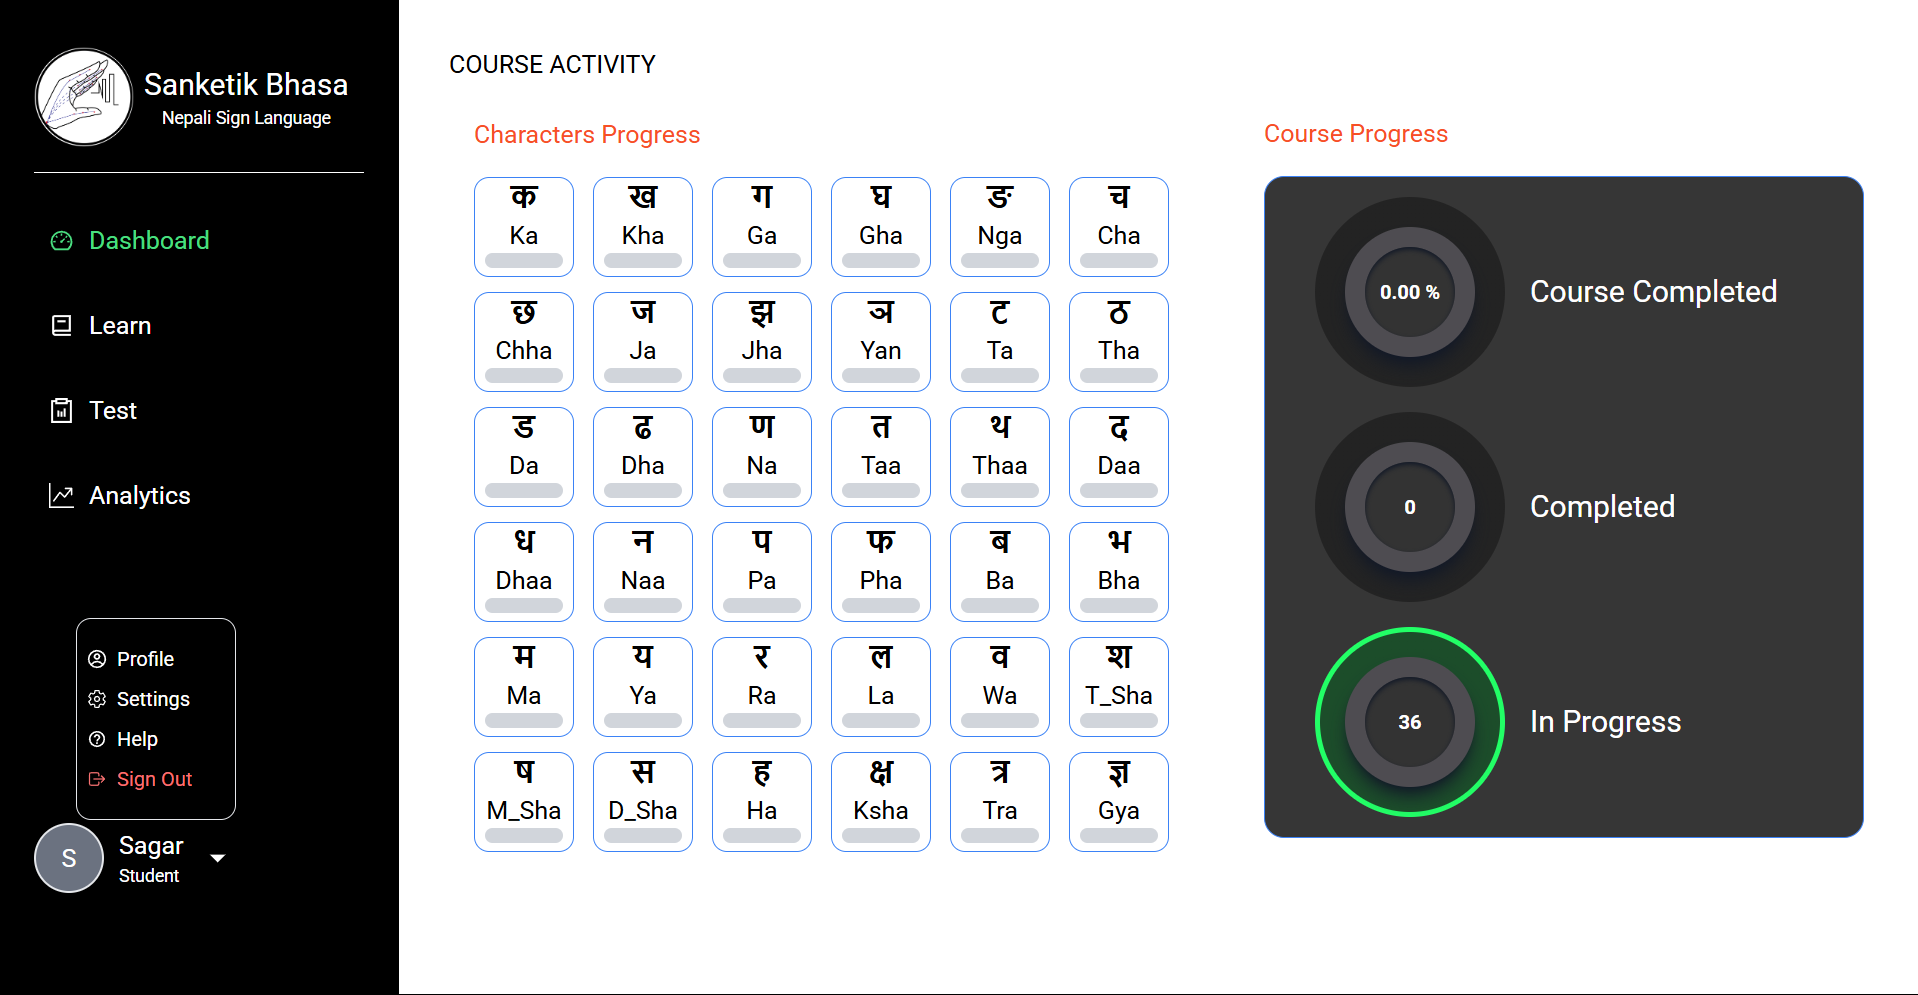 Sanketik Bhasa
Nepali Sign Language
Dashboard
Learn
Test
Analytics
Profile
Settings
Help
Sign Out
S
Sagar
Student
COURSE ACTIVITY
Characters Progress
क ख ग घ ङ च
Ka Kha Ga Gha Nga Cha
छ ज झ ञ ट ठ
Chha Ja Jha Yan Ta Tha
ड ढ ण त थ द
Da Dha Na Taa Thaa Daa
ध न प फ ब भ
Dhaa Naa Pa Pha Ba Bha
म य र ल व श
Ma Ya Ra La Wa T_Sha
ष स ह क्ष त्र ज्ञ
M_Sha D_Sha Ha Ksha Tra Gya
Course Progress
0.00 % Course Completed
0 Completed
36 In Progress